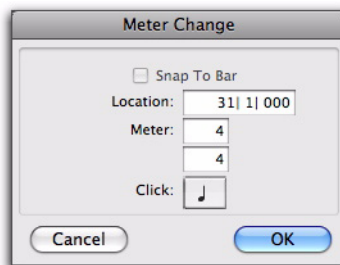 Meter Change
Snap To Bar
Location: 31| 1| 000
Meter: 4
4
Click:
Cancel OK